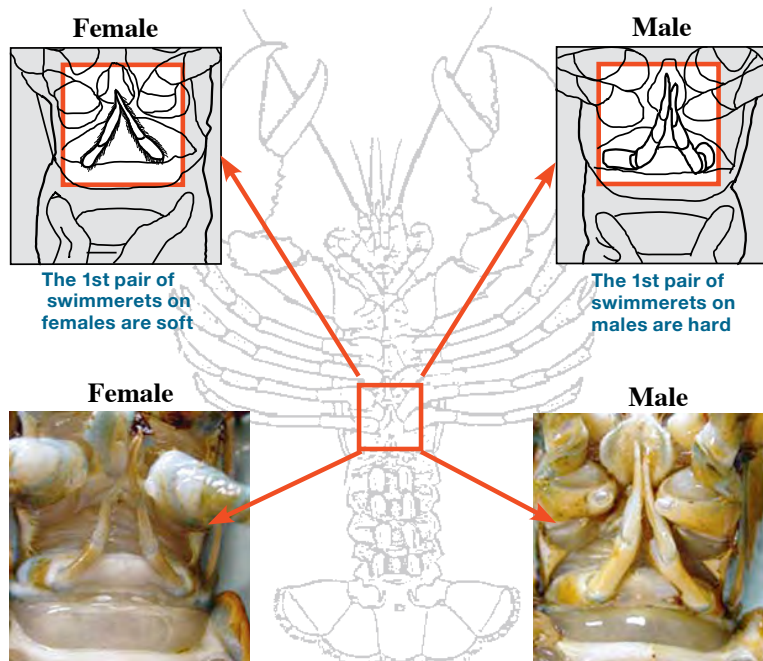 Female
Male
The 1st pair of
swimmerets on
females are soft
The 1st pair of
swimmerets on
males are hard
Female
Male